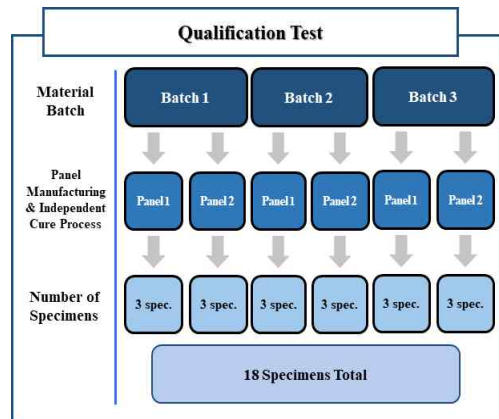 Qualification Test
Material
Batch
Batch 1
Batch 2
Batch 3
Panel
Manufacturing
& Independent
Cure Process
Panel 1
Panel 2
Panel 1
Panel 2
Panel 1
Panel 2
Number of
Specimens
3 spec.
3 spec.
3 spec.
3 spec.
3 spec.
3 spec.
18 Specimens Total